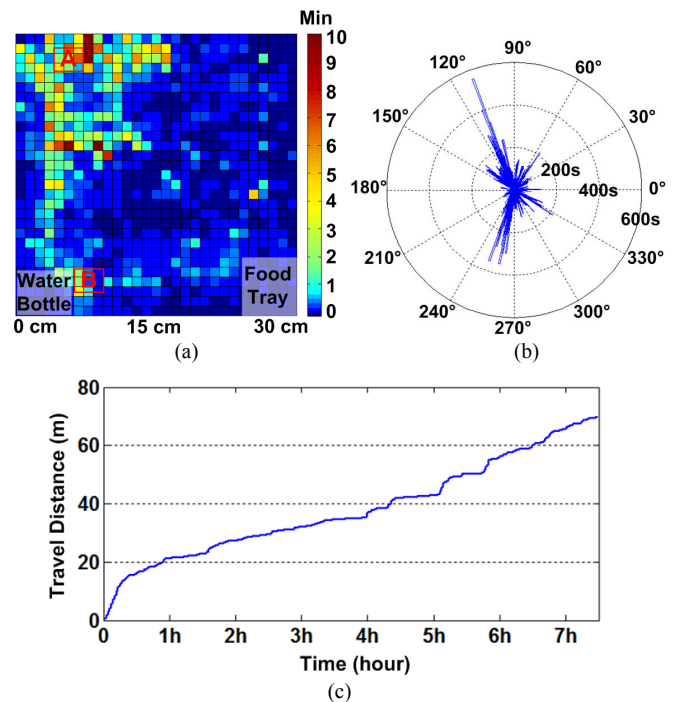 Min
10
9
8
7
6
5
4
3
2
1
0
A
B
Water
Bottle
Food
Tray
0 cm 15 cm 30 cm
(a)
90°
120° 60°
150° 30°
180° 0°
210° 330°
240° 300°
270°
200s
400s
600s
(b)
80
60
40
20
0
Travel Distance (m)
0 1h 2h 3h 4h 5h 6h 7h
Time (hour)
(c)